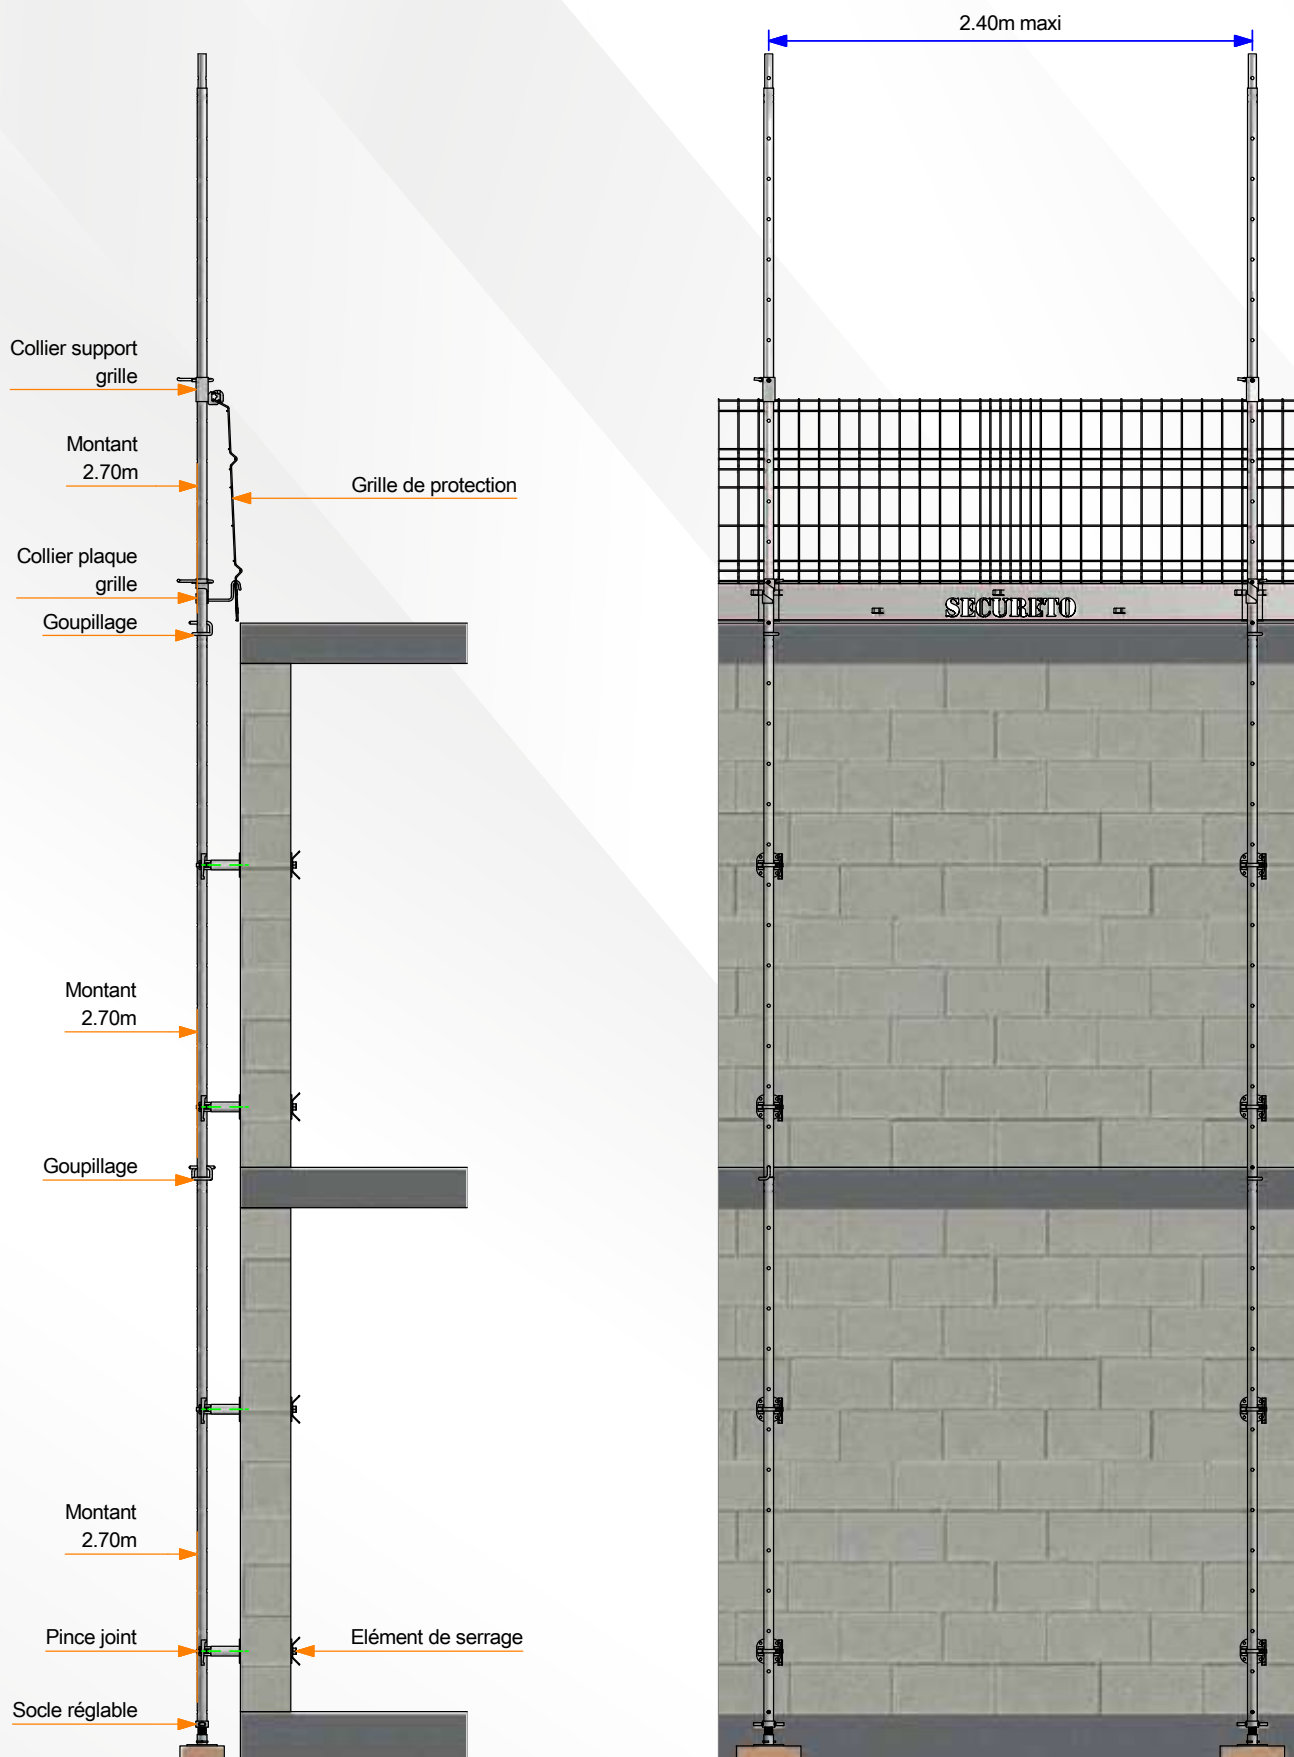 2.40m maxi
Collier support
grille
Montant
2.70m
Grille de protection
Collier plaque
grille
Goupillage
SECURETO
Montant
2.70m
Goupillage
Montant
2.70m
Pince joint
Elément de serrage
Socle réglable